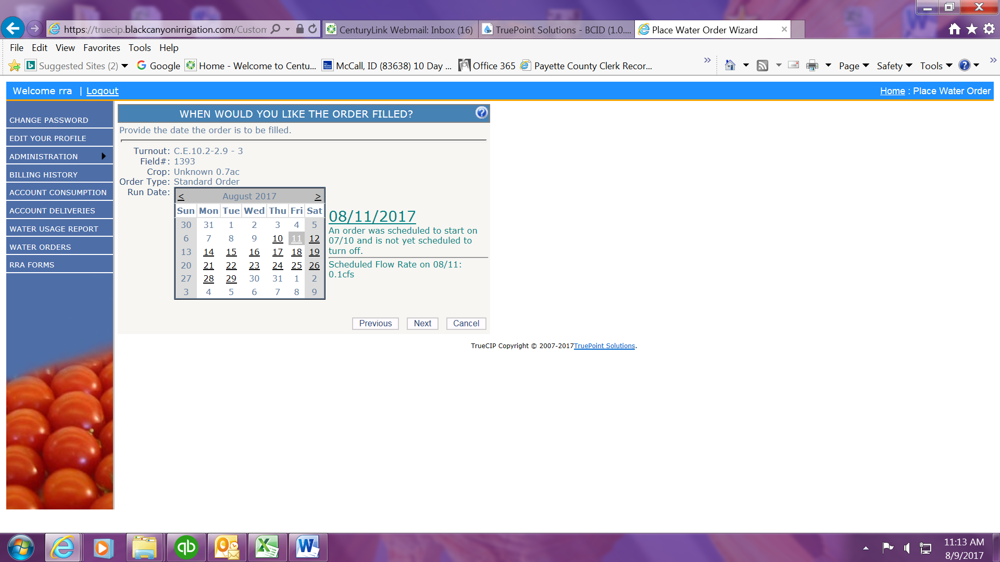 https://truecip.blackcanyonirrigation.com/Custom
CenturyLink Webmail: Inbox (16)
TruePoint Solutions - BCID (1.0....
Place Water Order Wizard
File Edit View Favorites Tools Help
Suggested Sites (2)
Google
Home - Welcome to Centu...
McCall, ID (83638) 10 Day ...
Office 365
Payette County Clerk Recor...
Page Safety Tools
Welcome rra | Logout
Home : Place Water Order
CHANGE PASSWORD
EDIT YOUR PROFILE
ADMINISTRATION
BILLING HISTORY
ACCOUNT CONSUMPTION
ACCOUNT DELIVERIES
WATER USAGE REPORT
WATER ORDERS
RRA FORMS
WHEN WOULD YOU LIKE THE ORDER FILLED?
Provide the date the order is to be filled.
Turnout: C.E.10.2-2.9 - 3
Field#: 1393
Crop: Unknown 0.7ac
Order Type: Standard Order
Run Date:
< August 2017 >
Sun Mon Tue Wed Thu Fri Sat
30 31 1 2 3 4 5
6 7 8 9 10 11 12
13 14 15 16 17 18 19
20 21 22 23 24 25 26
27 28 29 30 31 1 2
3 4 5 6 7 8 9
08/11/2017
An order was scheduled to start on
07/10 and is not yet scheduled to
turn off.
Scheduled Flow Rate on 08/11:
0.1cfs
Previous Next Cancel
TrueCIP Copyright © 2007-2017TruePoint Solutions.
11:13 AM
8/9/2017